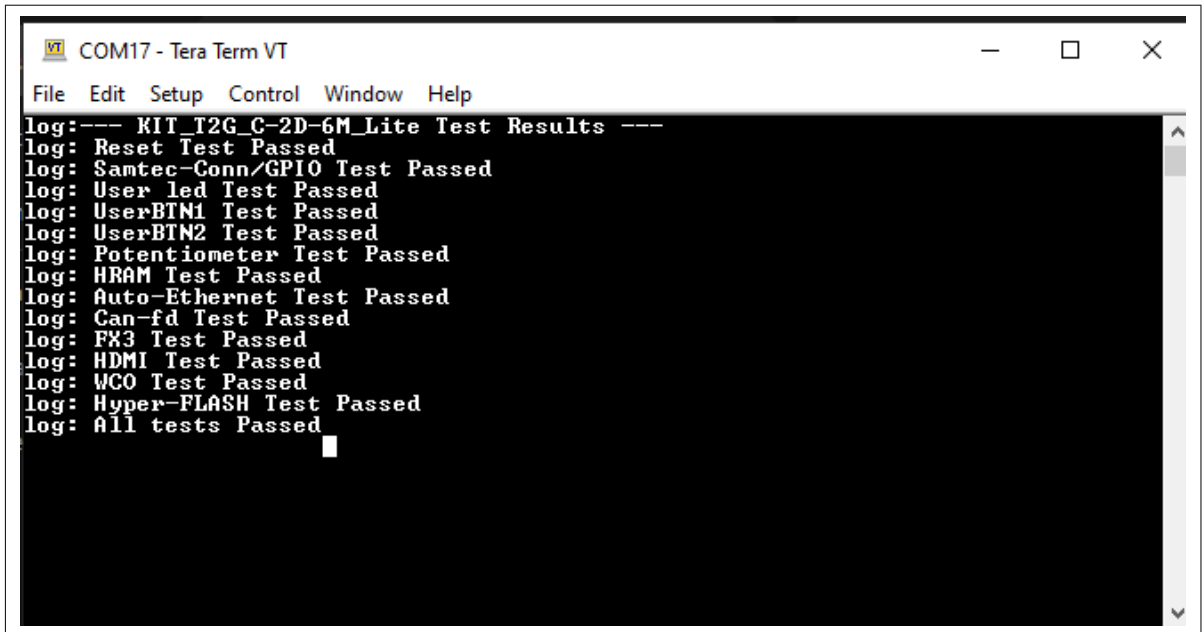 COM17 - Tera Term VT
File Edit Setup Control Window Help
log:--- KIT_T2G_C-2D-6M_Lite Test Results ---
log: Reset Test Passed
log: Samtec-Conn/GPIO Test Passed
log: User led Test Passed
log: UserBTN1 Test Passed
log: UserBTN2 Test Passed
log: Potentiometer Test Passed
log: HRAM Test Passed
log: Auto-Ethernet Test Passed
log: Can-fd Test Passed
log: FX3 Test Passed
log: HDMI Test Passed
log: WCO Test Passed
log: Hyper-FLASH Test Passed
log: All tests Passed